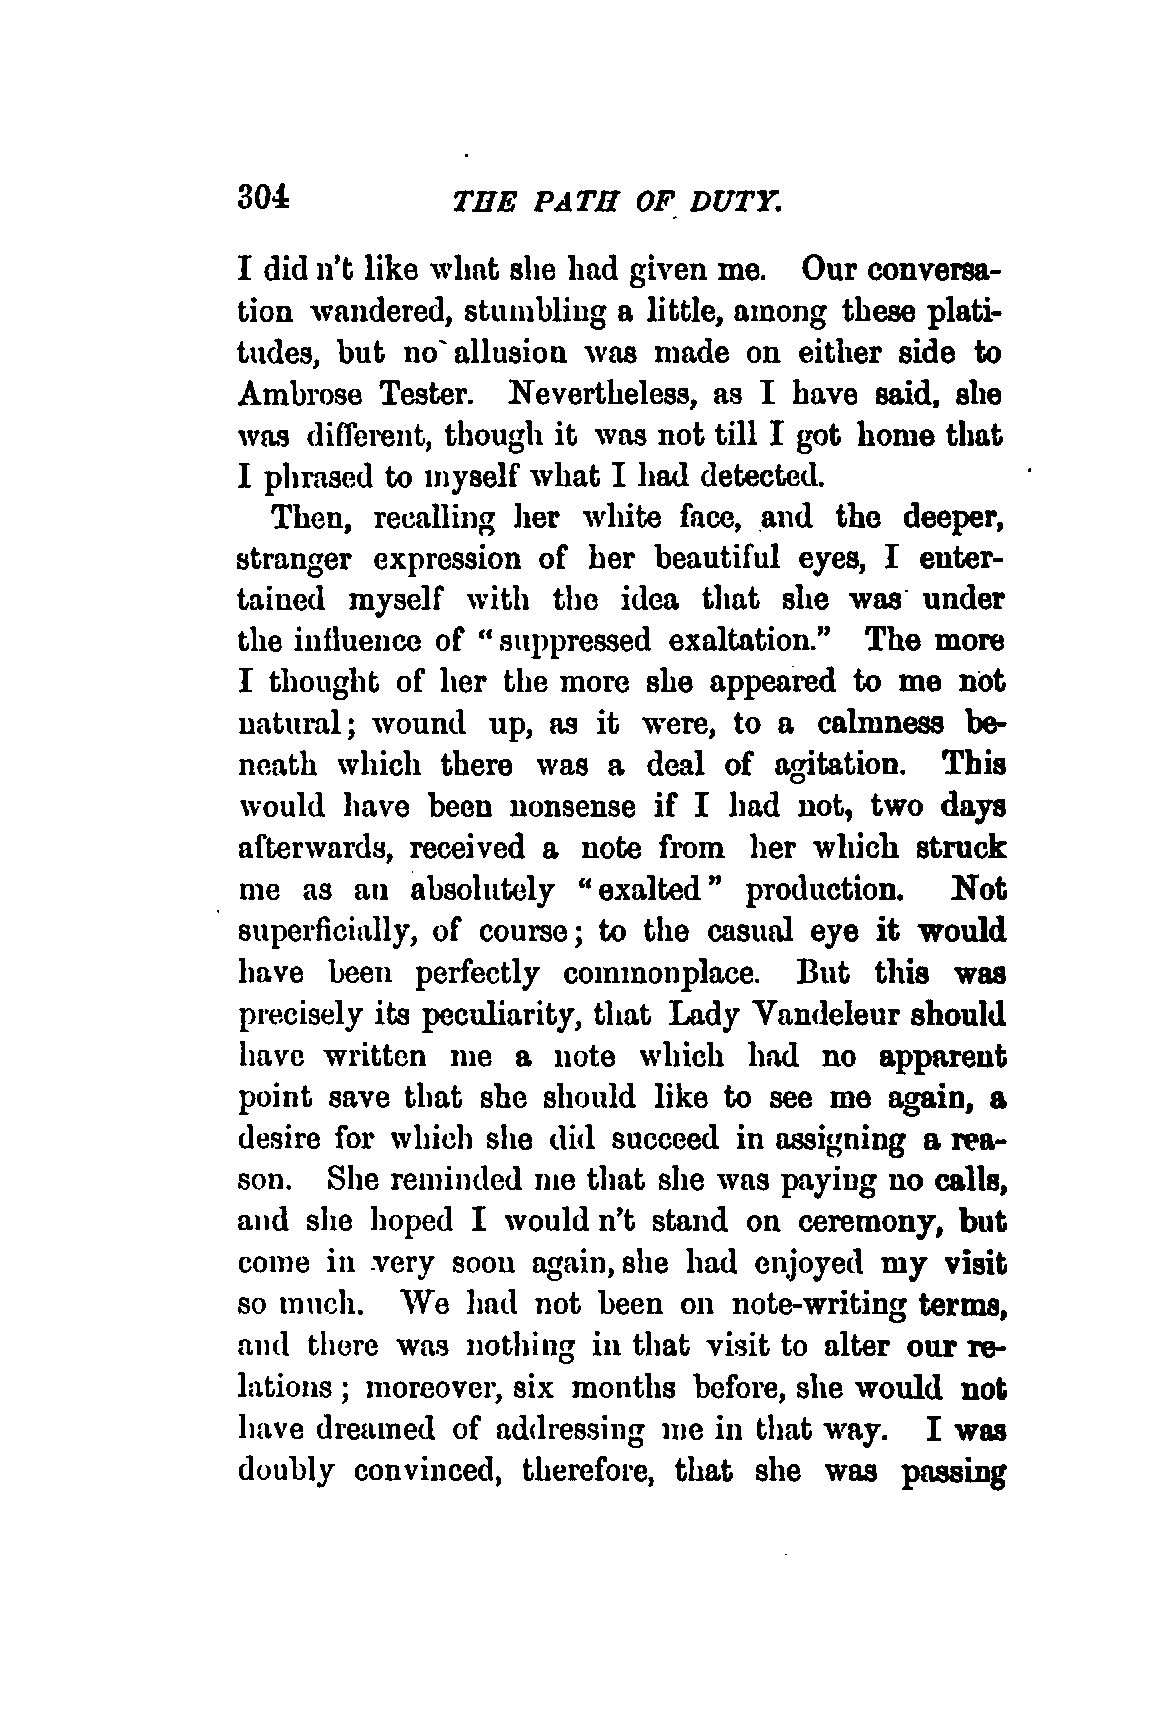 304 THE PATH OF DUTY.
I did n't like what she had given me. Our conversa-
tion wandered, stumbling a little, among these plati-
tudes, but no allusion was made on either side to
Ambrose Tester. Nevertheless, as I have said, she
was different, though it was not till I got home that
I phrased to myself what I had detected.
Then, recalling her white face, and the deeper,
stranger expression of her beautiful eyes, I enter-
tained myself with the idea that she was under
the influence of "suppressed exaltation." The more
I thought of her the more she appeared to me not
natural; wound up, as it were, to a calmness be-
neath which there was a deal of agitation. This
would have been nonsense if I had not, two days
afterwards, received a note from her which struck
me as an absolutely "exalted" production. Not
superficially, of course; to the casual eye it would
have been perfectly commonplace. But this was
precisely its peculiarity, that Lady Vandeleur should
have written me a note which had no apparent
point save that she should like to see me again, a
desire for which she did succeed in assigning a rea-
son. She reminded me that she was paying no calls,
and she hoped I would n't stand on ceremony, but
come in very soon again, she had enjoyed my visit
so much. We had not been on note-writing terms,
and there was nothing in that visit to alter our re-
lations; moreover, six months before, she would not
have dreamed of addressing me in that way. I was
doubly convinced, therefore, that she was passing